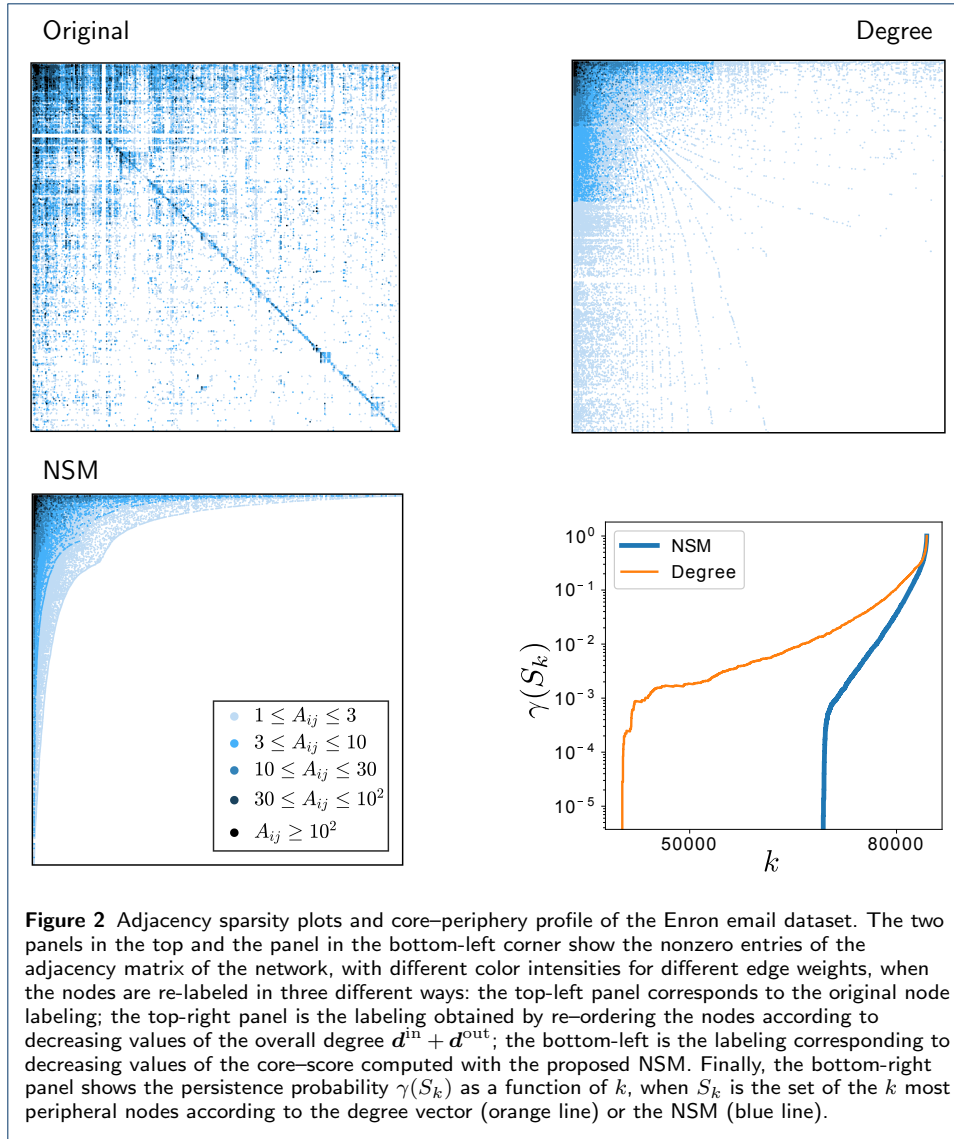 Original
Degree
NSM
1 ≤ A_ij ≤ 3
3 ≤ A_ij ≤ 10
10 ≤ A_ij ≤ 30
30 ≤ A_ij ≤ 10²
A_ij ≥ 10²
NSM
Degree
10⁰
10⁻¹
10⁻²
10⁻³
10⁻⁴
10⁻⁵
γ(S_k)
50000
80000
k
Figure 2 Adjacency sparsity plots and core–periphery profile of the Enron email dataset. The two
panels in the top and the panel in the bottom-left corner show the nonzero entries of the
adjacency matrix of the network, with different color intensities for different edge weights, when
the nodes are re-labeled in three different ways: the top-left panel corresponds to the original node
labeling; the top-right panel is the labeling obtained by re–ordering the nodes according to
decreasing values of the overall degree d^in + d^out; the bottom-left is the labeling corresponding to
decreasing values of the core–score computed with the proposed NSM. Finally, the bottom-right
panel shows the persistence probability γ(S_k) as a function of k, when S_k is the set of the k most
peripheral nodes according to the degree vector (orange line) or the NSM (blue line).